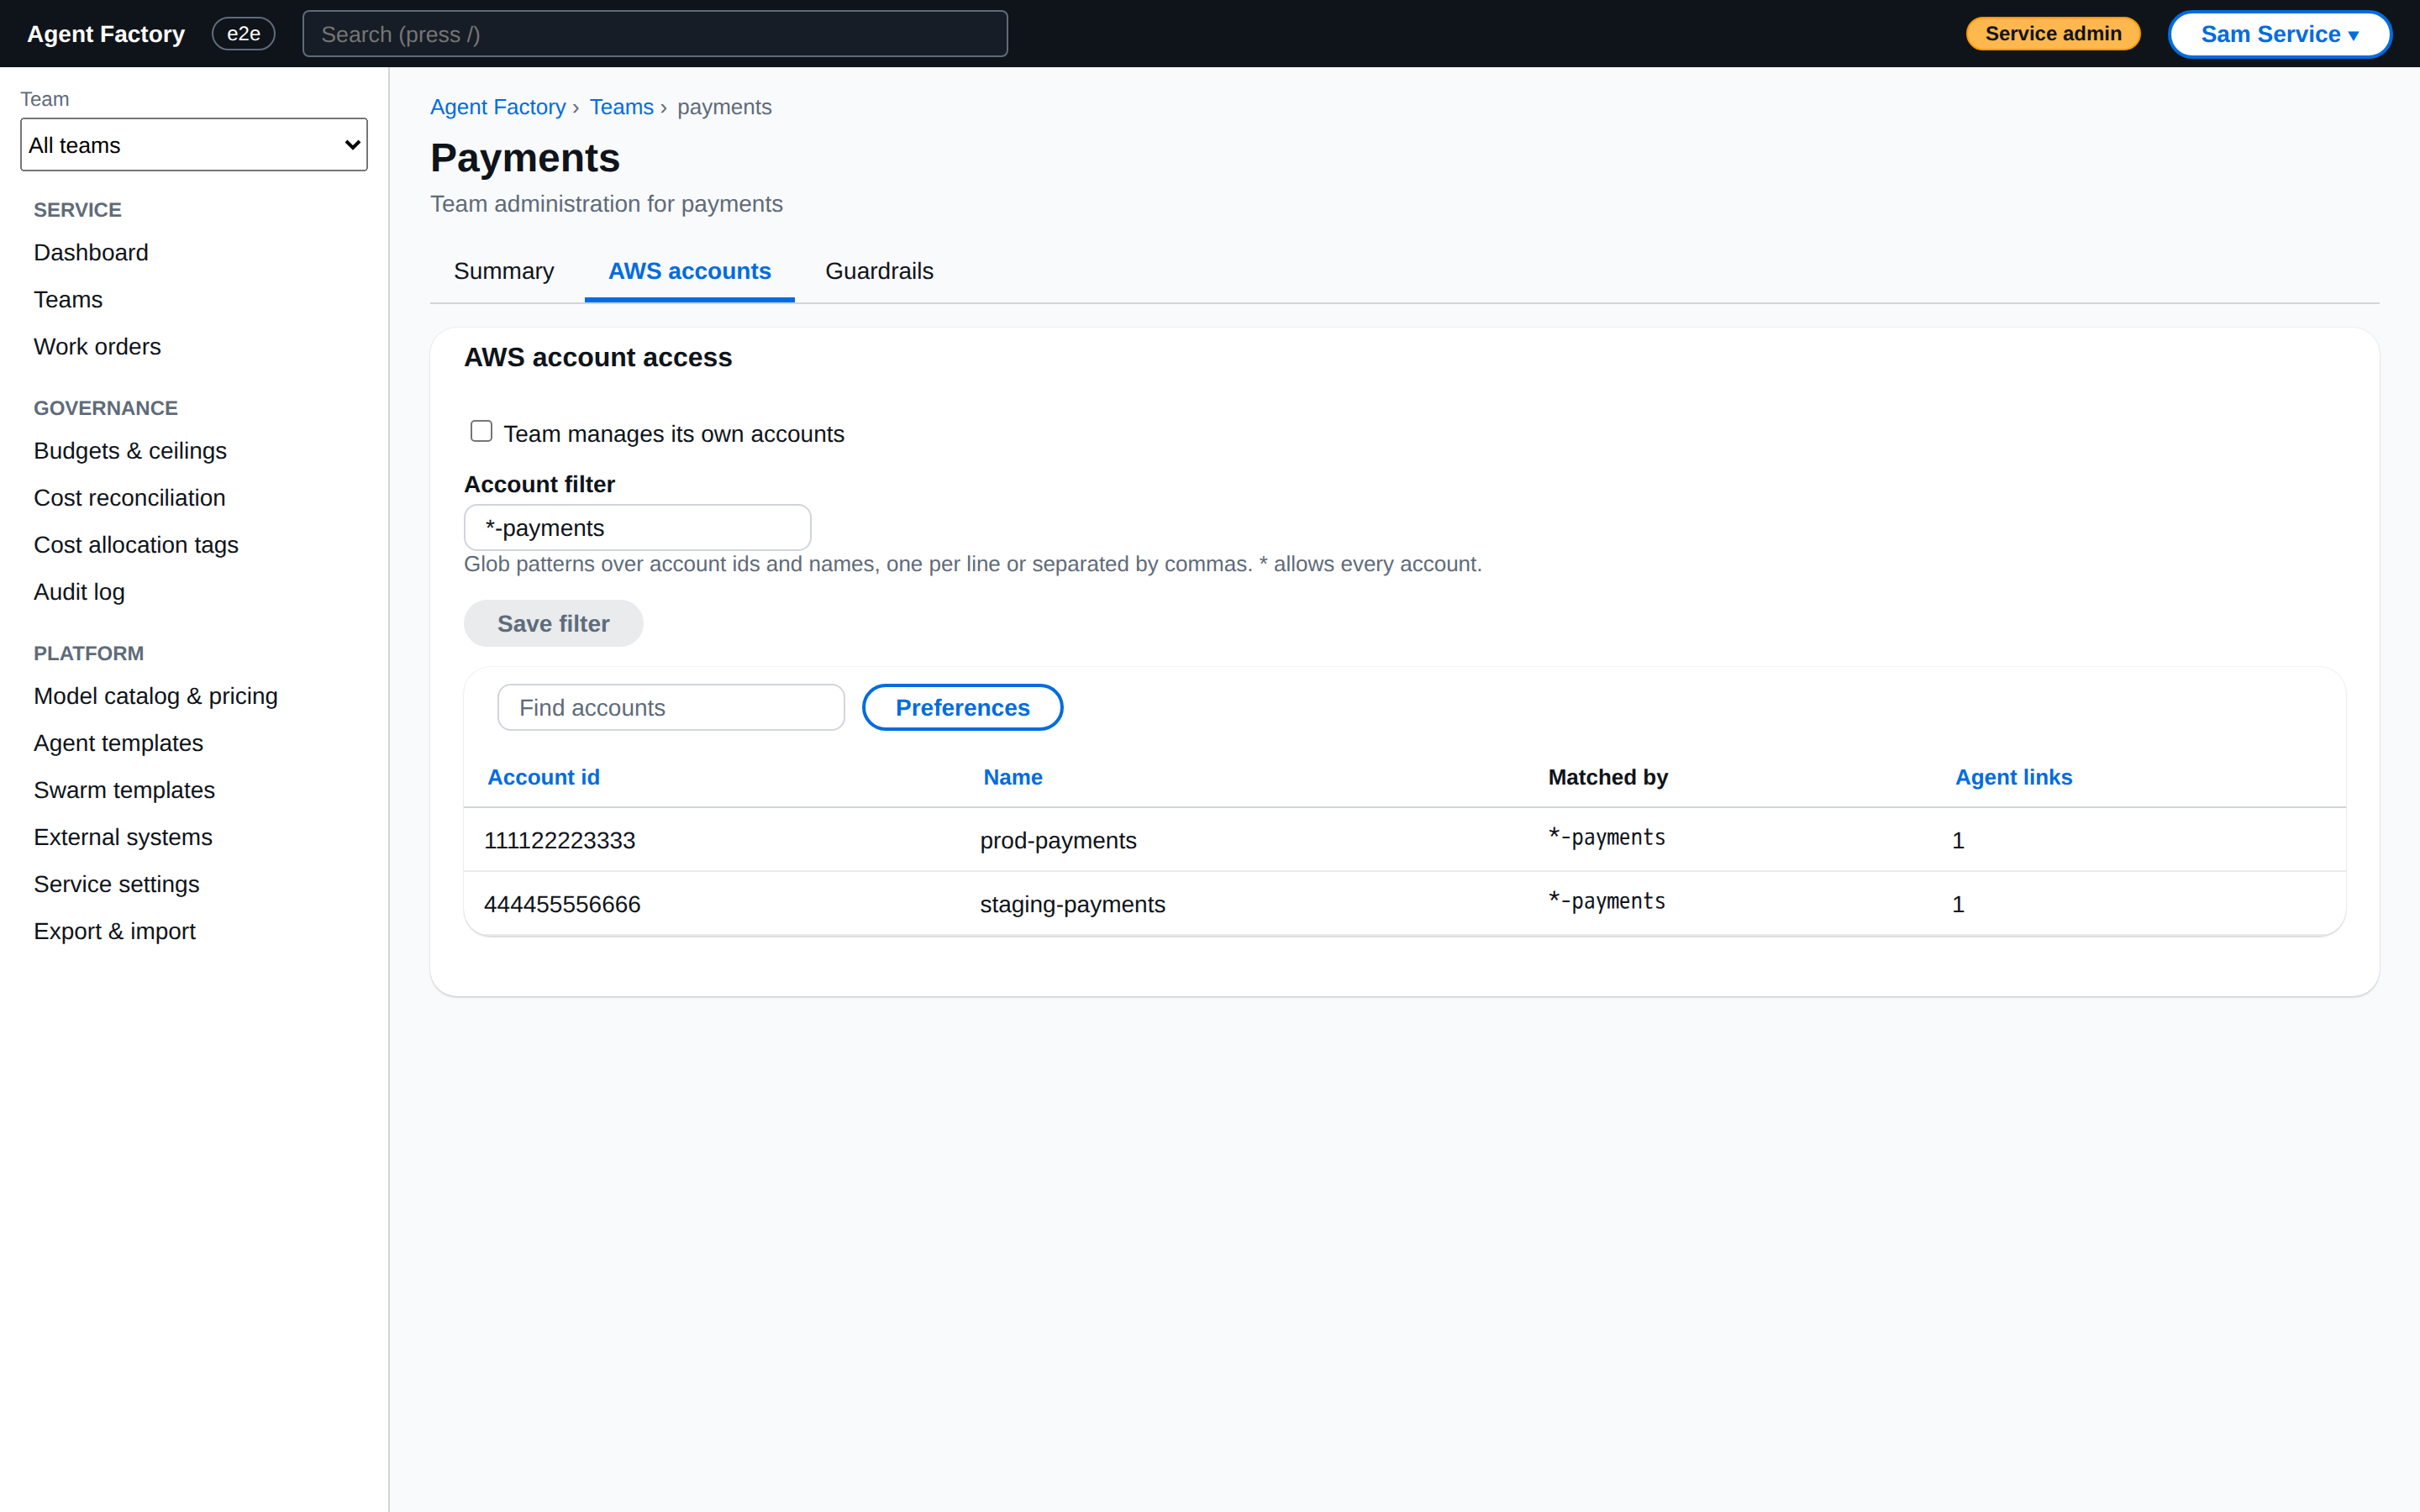 Agent Factory e2e Search (press /) Service admin Sam Service ▾
Team
All teams
SERVICE
Dashboard
Teams
Work orders
GOVERNANCE
Budgets & ceilings
Cost reconciliation
Cost allocation tags
Audit log
PLATFORM
Model catalog & pricing
Agent templates
Swarm templates
External systems
Service settings
Export & import
Agent Factory › Teams › payments
Payments
Team administration for payments
Summary AWS accounts Guardrails
AWS account access
Team manages its own accounts
Account filter
*-payments
Glob patterns over account ids and names, one per line or separated by commas. * allows every account.
Save filter
Find accounts Preferences
Account id Name Matched by Agent links
111122223333 prod-payments *-payments 1
444455556666 staging-payments *-payments 1